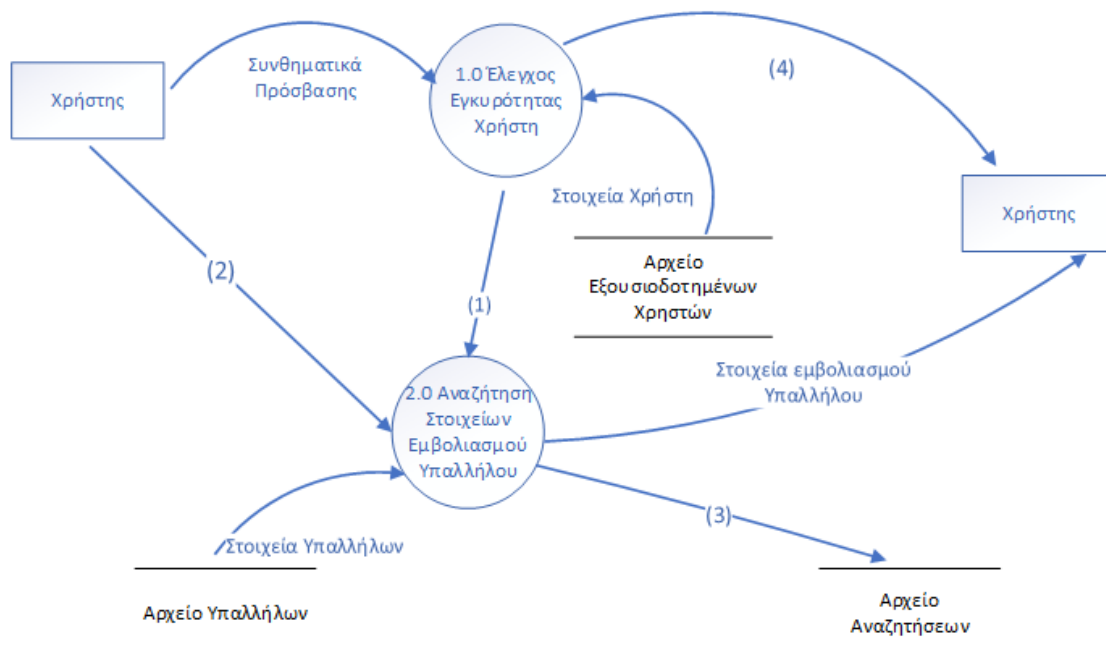 Χρήστης
Συνθηματικά
Πρόσβασης
1.0 Έλεγχος
Εγκυρότητας
Χρήστη
(4)
Στοιχεία Χρήστη
Χρήστης
Αρχείο
Εξουσιοδοτημένων
Χρηστών
(2)
(1)
2.0 Αναζήτηση
Στοιχείων
Εμβολιασμού
Υπαλλήλου
Στοιχεία εμβολιασμού
Υπαλλήλου
(3)
Στοιχεία Υπαλλήλων
Αρχείο Υπαλλήλων
Αρχείο
Αναζητήσεων